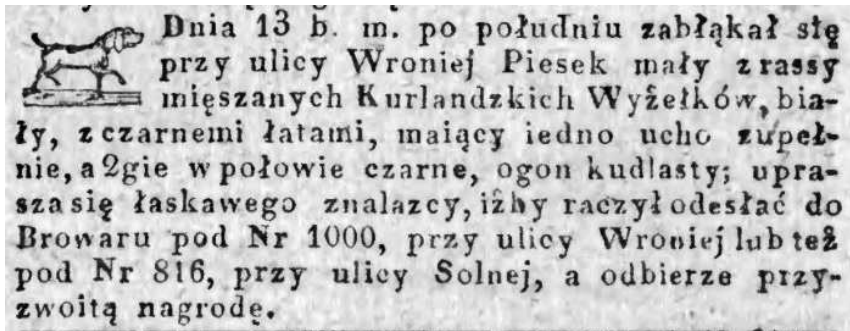 Dnia 13 b. m. po południu zabłąkał się
przy ulicy Wroniej Piesek mały z rassy
mięszanych Kurlandzkich Wyżełków, bia-
ły, z czarnemi łatami, maiący iedno ucho zupeł-
nie, a 2gie w połowie czarne, ogon kudlasty; upra-
sza się łaskawego znalazcy, iżby raczył odesłać do
Browaru pod Nr 1000, przy ulicy Wroniej lub też
pod Nr 816, przy ulicy Solnej, a odbierze przy-
zwoitą nagrodę.